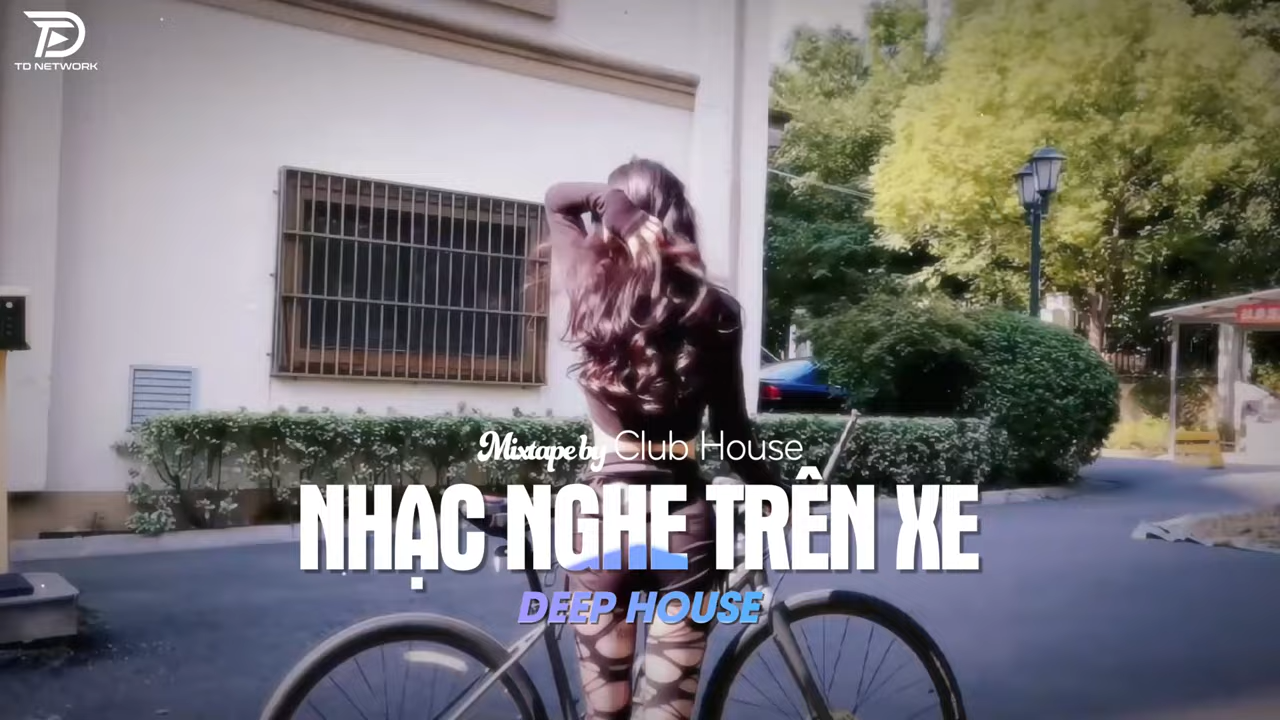 TD NETWORK
Mixtape by Club House
NHẠC NGHE TRÊN XE
DEEP HOUSE